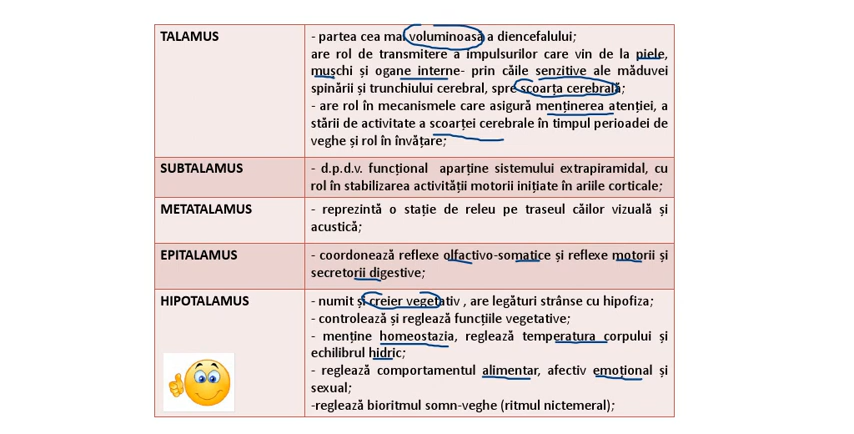 TALAMUS
- partea cea mai voluminoasă a diencefalului;
are rol de transmitere a impulsurilor care vin de la piele,
mușchi și ogane interne- prin căile senzitive ale măduvei
spinării și trunchiului cerebral, spre scoarța cerebrală;
- are rol în mecanismele care asigură menținerea atenției, a
stării de activitate a scoarței cerebrale în timpul perioadei de
veghe și rol în învățare;
SUBTALAMUS
- d.p.d.v. funcțional aparține sistemului extrapiramidal, cu
rol în stabilizarea activității motorii inițiate în ariile corticale;
METATALAMUS
- reprezintă o stație de releu pe traseul căilor vizuală și
acustică;
EPITALAMUS
- coordonează reflexe olfactivo-somatice și reflexe motorii și
secretorii digestive;
HIPOTALAMUS
- numit și creier vegetativ , are legături strânse cu hipofiza;
- controlează și reglează funcțiile vegetative;
- menține homeostazia, reglează temperatura corpului și
echilibrul hidric;
- reglează comportamentul alimentar, afectiv emoțional și
sexual;
-reglează bioritmul somn-veghe (ritmul nictemeral);